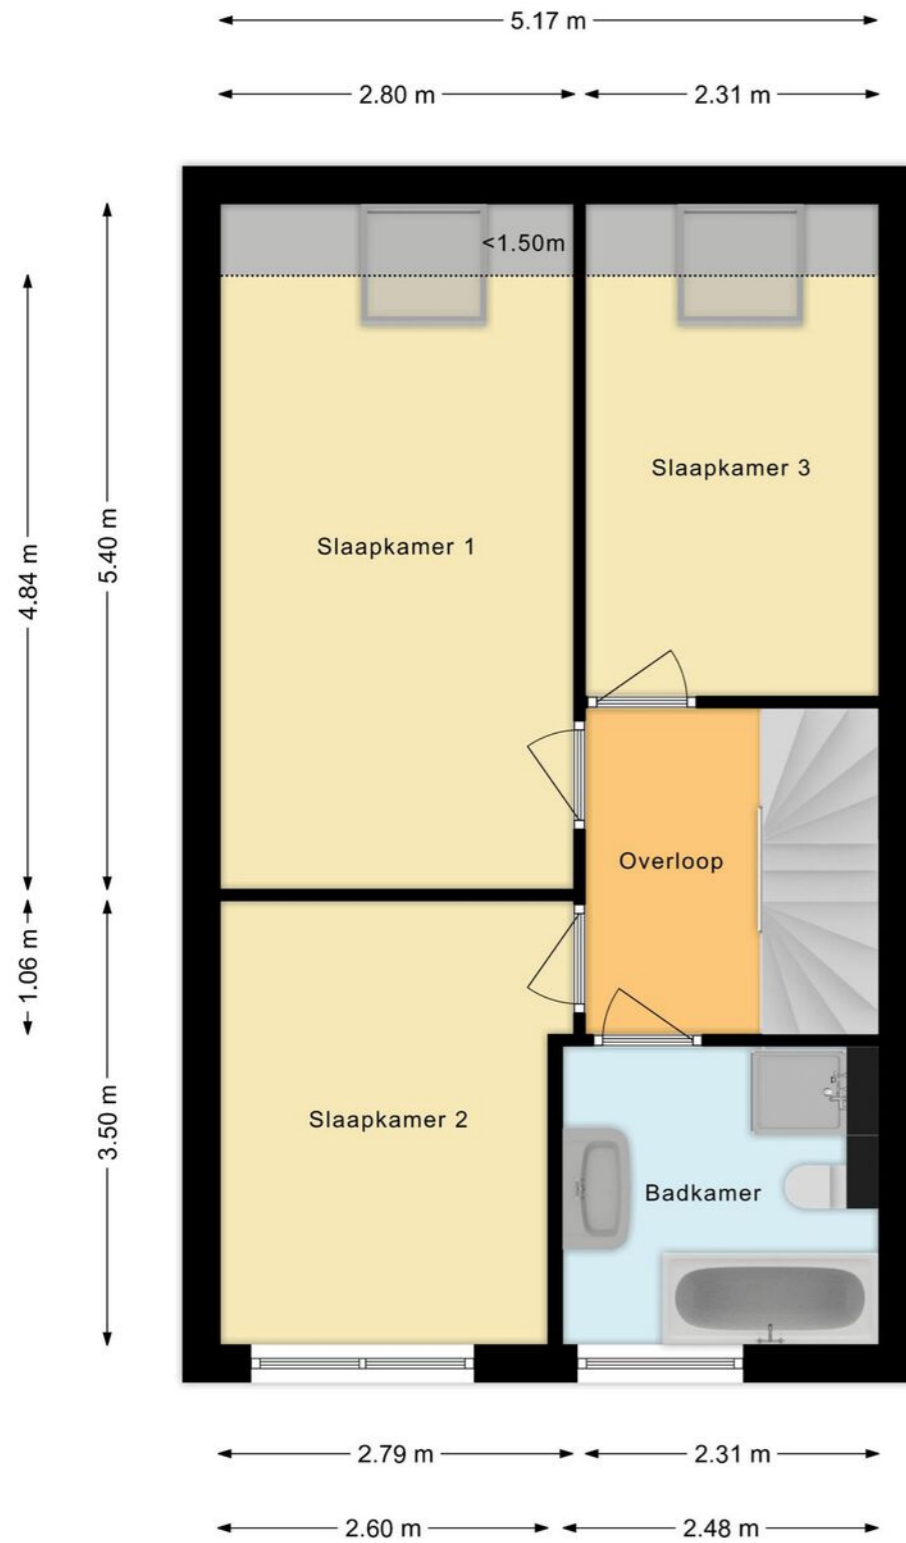 5.17 m
2.80 m
2.31 m
<1.50m
Slaapkamer 3
Slaapkamer 1
5.40 m
4.84 m
Overloop
1.06 m
3.50 m
Slaapkamer 2
Badkamer
2.79 m
2.31 m
2.60 m
2.48 m